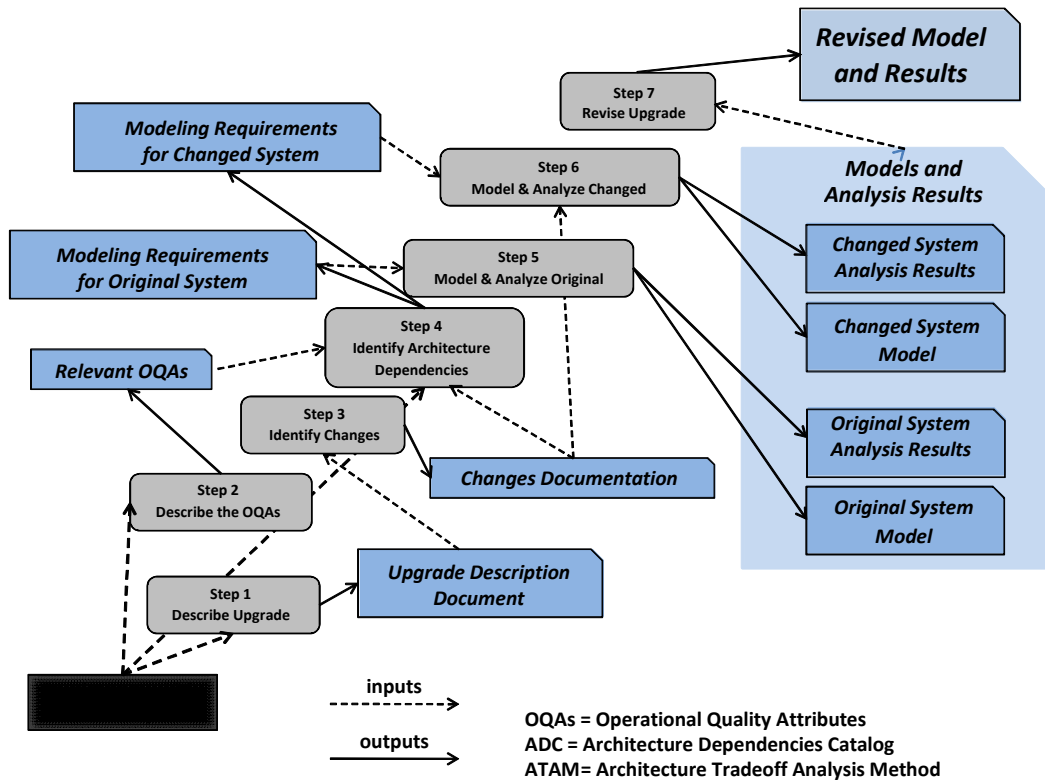 Revised Model
and Results
Step 7
Revise Upgrade
Modeling Requirements
for Changed System
Step 6
Model & Analyze Changed
Models and
Analysis Results
Changed System
Analysis Results
Modeling Requirements
for Original System
Step 5
Model & Analyze Original
Changed System
Model
Step 4
Identify Architecture
Dependencies
Relevant OQAs
Step 3
Identify Changes
Original System
Analysis Results
Changes Documentation
Step 2
Describe the OQAs
Original System
Model
Upgrade Description
Document
Step 1
Describe Upgrade
inputs
outputs
OQAs = Operational Quality Attributes
ADC = Architecture Dependencies Catalog
ATAM= Architecture Tradeoff Analysis Method